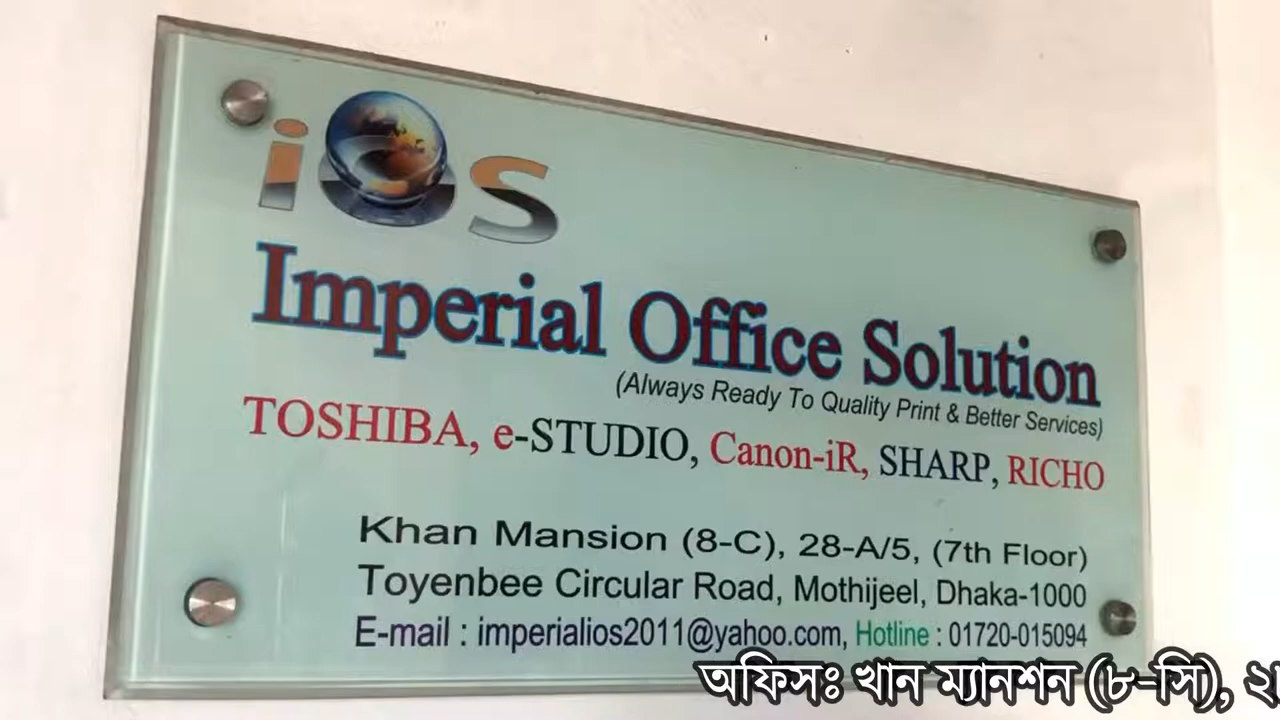 iOS
Imperial Office Solution
(Always Ready To Quality Print & Better Services)
TOSHIBA, e-STUDIO, Canon-iR, SHARP, RICHO
Khan Mansion (8-C), 28-A/5, (7th Floor)
Toyenbee Circular Road, Mothijeel, Dhaka-1000
E-mail : imperialios2011@yahoo.com, Hotline : 01720-015094
অফিসঃ খান ম্যানশন (৮-সি),